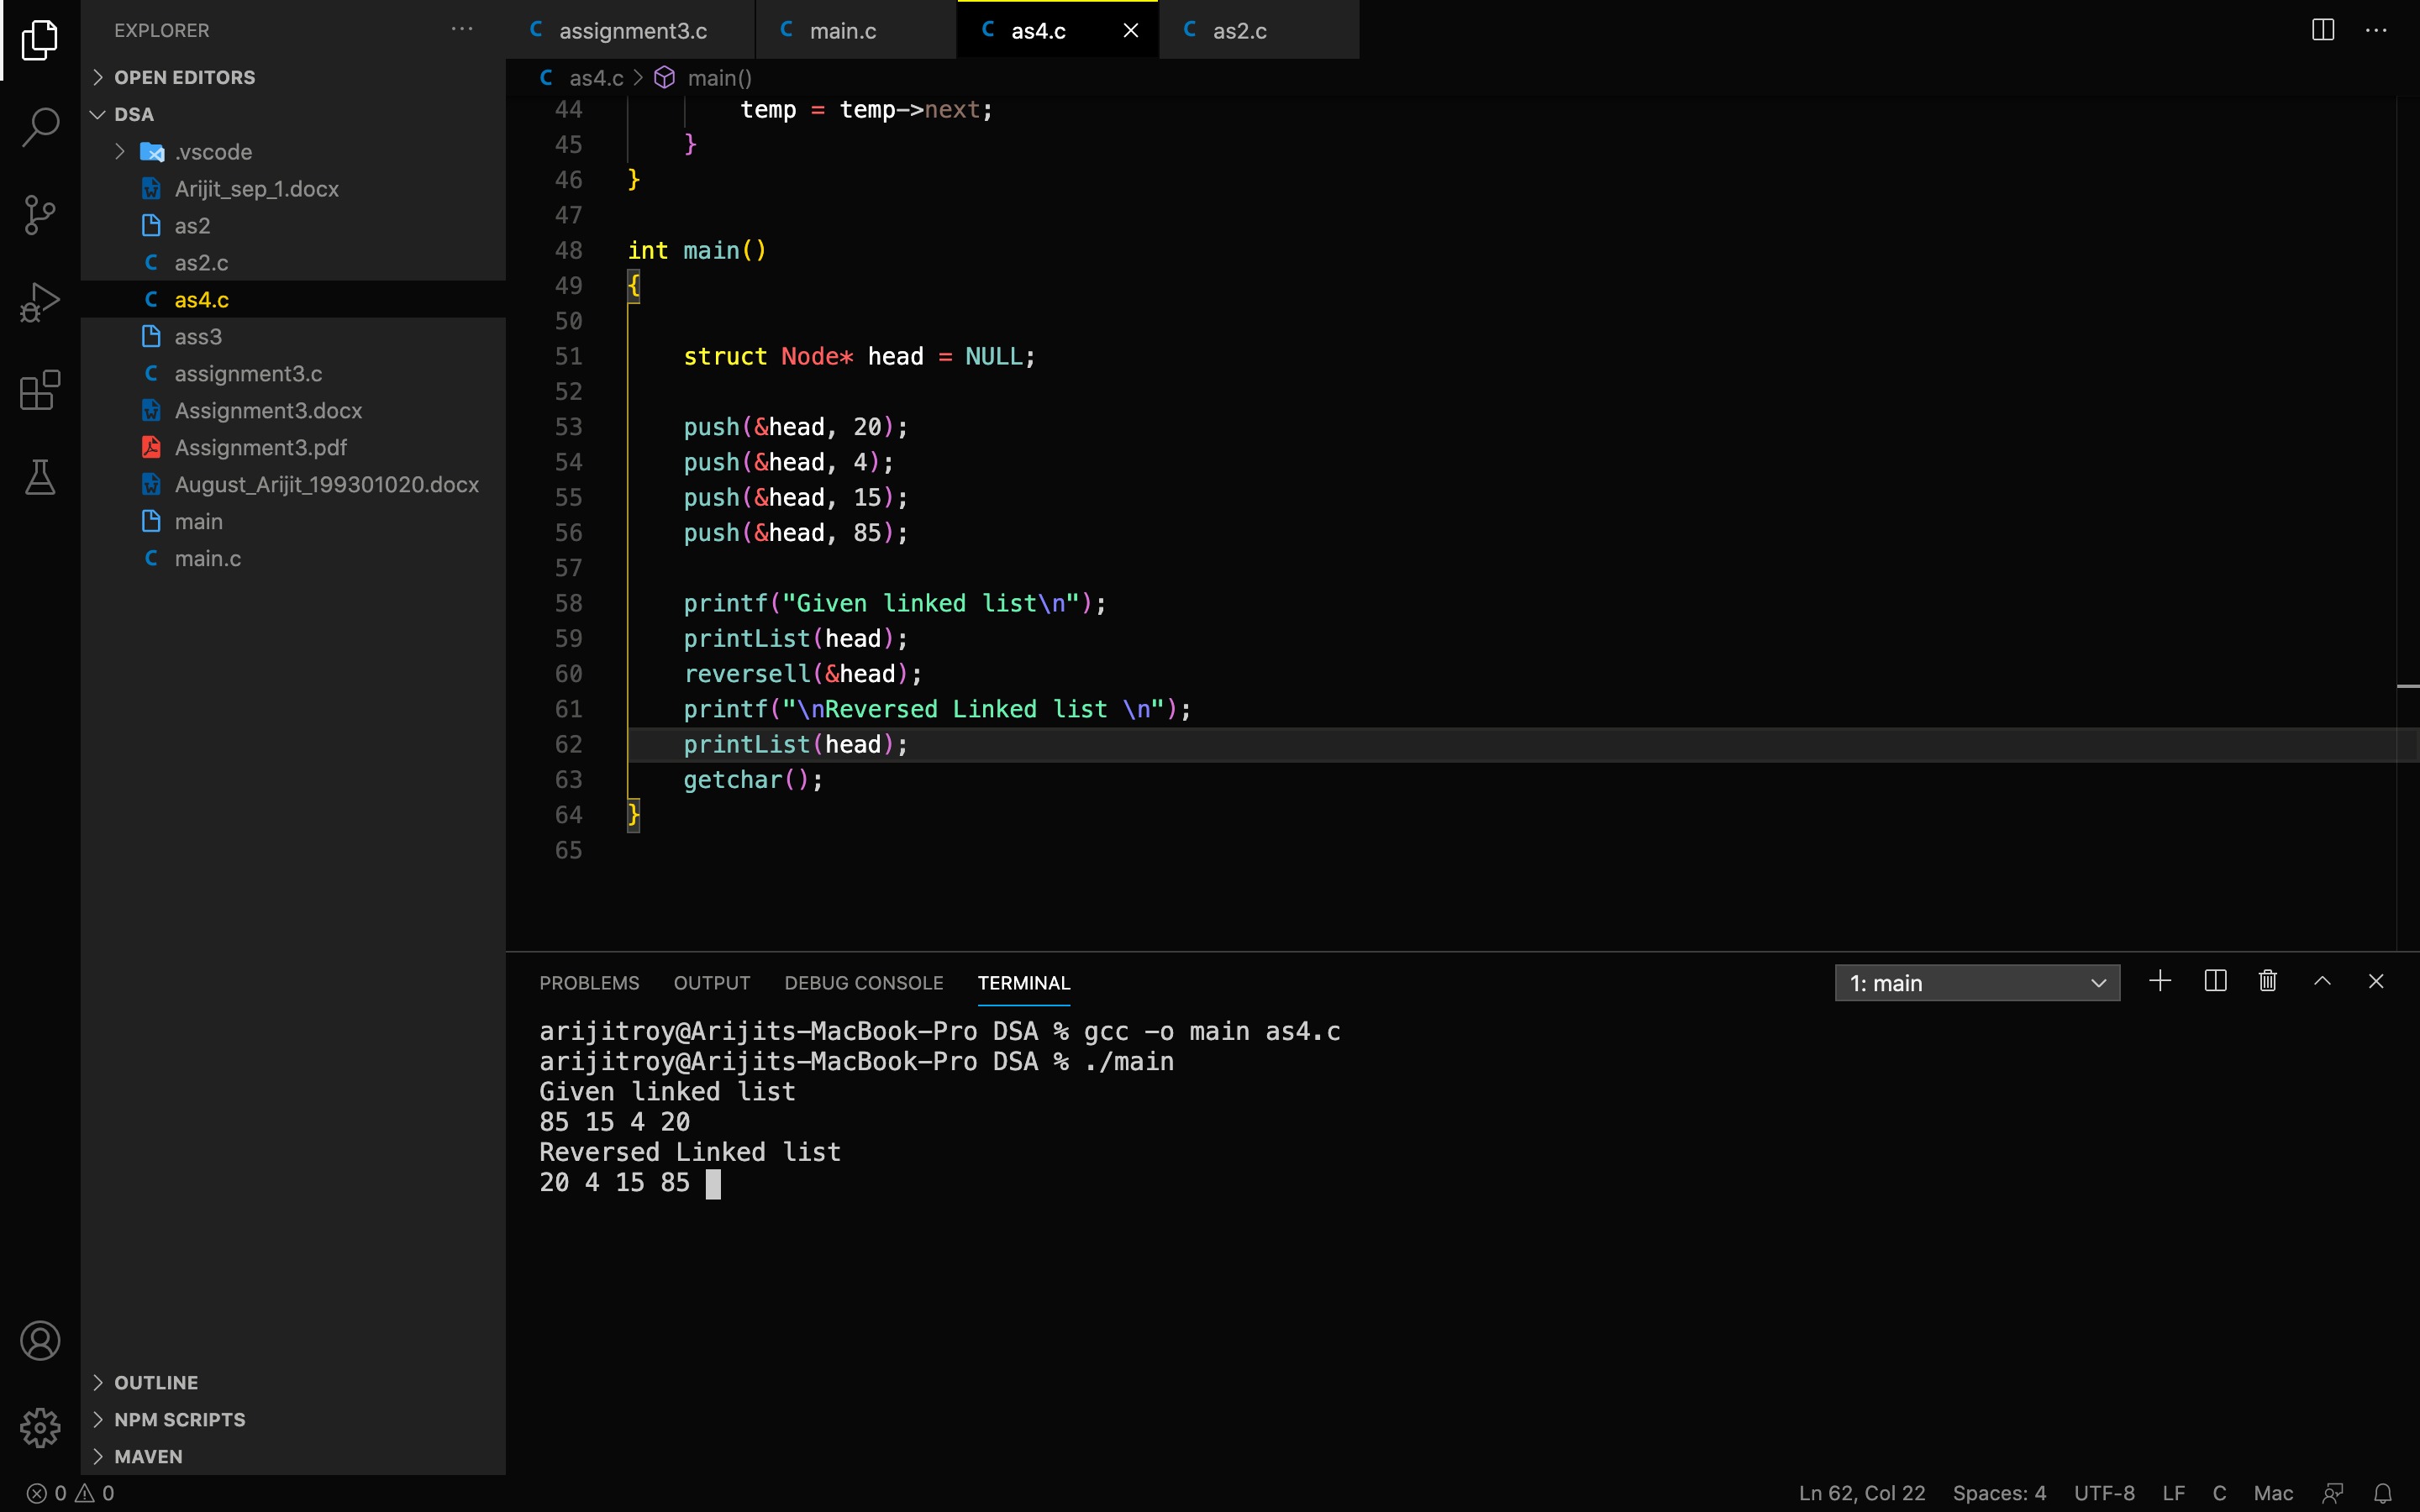 EXPLORER
OPEN EDITORS
DSA
.vscode
Arijit_sep_1.docx
as2
as2.c
as4.c
ass3
assignment3.c
Assignment3.docx
Assignment3.pdf
August_Arijit_199301020.docx
main
main.c
OUTLINE
NPM SCRIPTS
MAVEN
assignment3.c main.c as4.c as2.c
as4.c > main()
44 temp = temp->next;
45 }
46 }
47
48 int main()
49 {
50
51 struct Node* head = NULL;
52
53 push(&head, 20);
54 push(&head, 4);
55 push(&head, 15);
56 push(&head, 85);
57
58 printf("Given linked list\n");
59 printList(head);
60 reversell(&head);
61 printf("\nReversed Linked list \n");
62 printList(head);
63 getchar();
64 }
65
PROBLEMS OUTPUT DEBUG CONSOLE TERMINAL 1: main
arijitroy@Arijits-MacBook-Pro DSA % gcc -o main as4.c
arijitroy@Arijits-MacBook-Pro DSA % ./main
Given linked list
85 15 4 20
Reversed Linked list
20 4 15 85
0 0 Ln 62, Col 22 Spaces: 4 UTF-8 LF C Mac